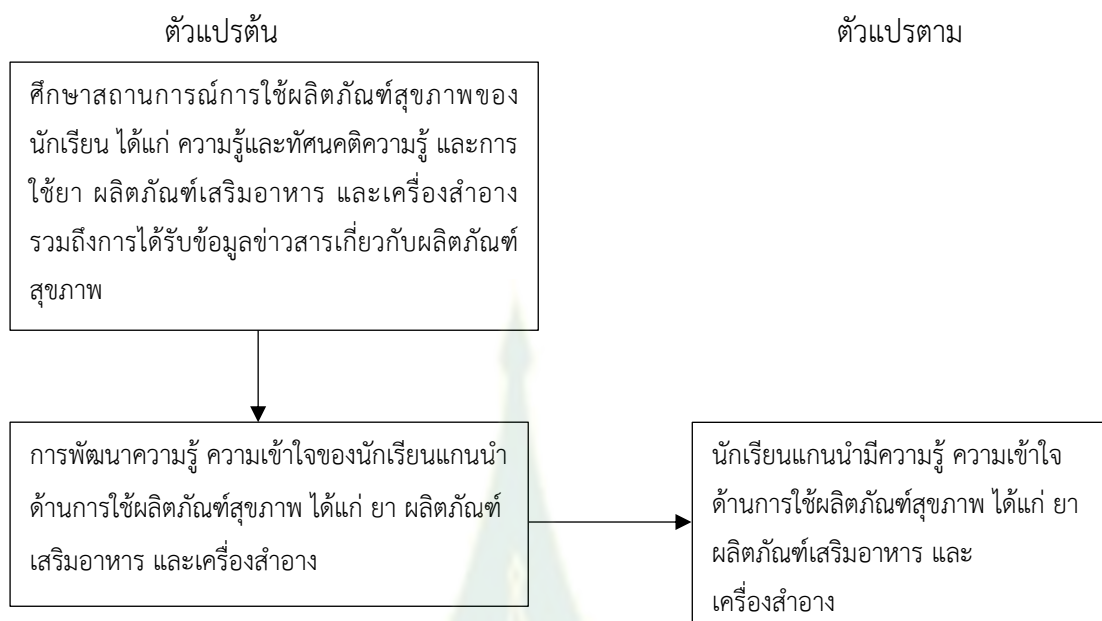 ตัวแปรต้น
ตัวแปรตาม
ศึกษาสถานการณ์การใช้ผลิตภัณฑ์สุขภาพของ
นักเรียน ได้แก่ ความรู้และทัศนคติความรู้ และการ
ใช้ยา ผลิตภัณฑ์เสริมอาหาร และเครื่องสำอาง
รวมถึงการได้รับข้อมูลข่าวสารเกี่ยวกับผลิตภัณฑ์
สุขภาพ
การพัฒนาความรู้ ความเข้าใจของนักเรียนแกนนำ
ด้านการใช้ผลิตภัณฑ์สุขภาพ ได้แก่ ยา ผลิตภัณฑ์
เสริมอาหาร และเครื่องสำอาง
นักเรียนแกนนำมีความรู้ ความเข้าใจ
ด้านการใช้ผลิตภัณฑ์สุขภาพ ได้แก่ ยา
ผลิตภัณฑ์เสริมอาหาร และ
เครื่องสำอาง